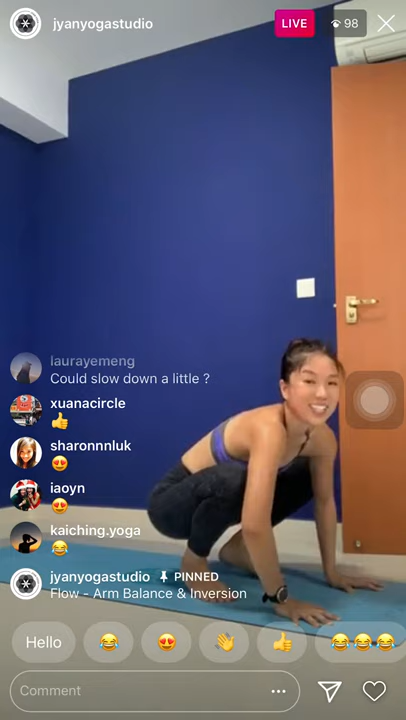 jyanyogastudio
LIVE 98
laurayemeng
Could slow down a little ?
xuanacircle
👍
sharonnnluk
😍
iaoyn
😍
kaiching.yoga
😂
jyanyogastudio PINNED
Flow - Arm Balance & Inversion
Hello 😂 😍 👋 👍 😂😂😂
Comment